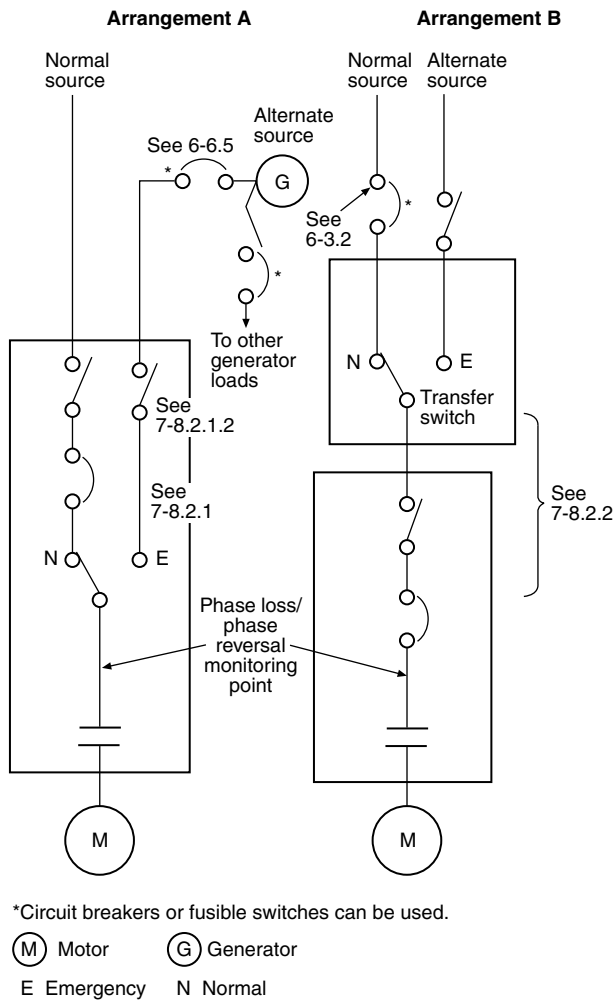 Arrangement A
Arrangement B
Normal
source
Alternate
source
See 6-6.5
*
G
*
To other
generator
loads
See
7-8.2.1.2
See
7-8.2.1
N
E
Normal
source
Alternate
source
*
See
6-3.2
N
E
Transfer
switch
See
7-8.2.2
Phase loss/
phase
reversal
monitoring
point
M
M
*Circuit breakers or fusible switches can be used.
M Motor
G Generator
E Emergency
N Normal